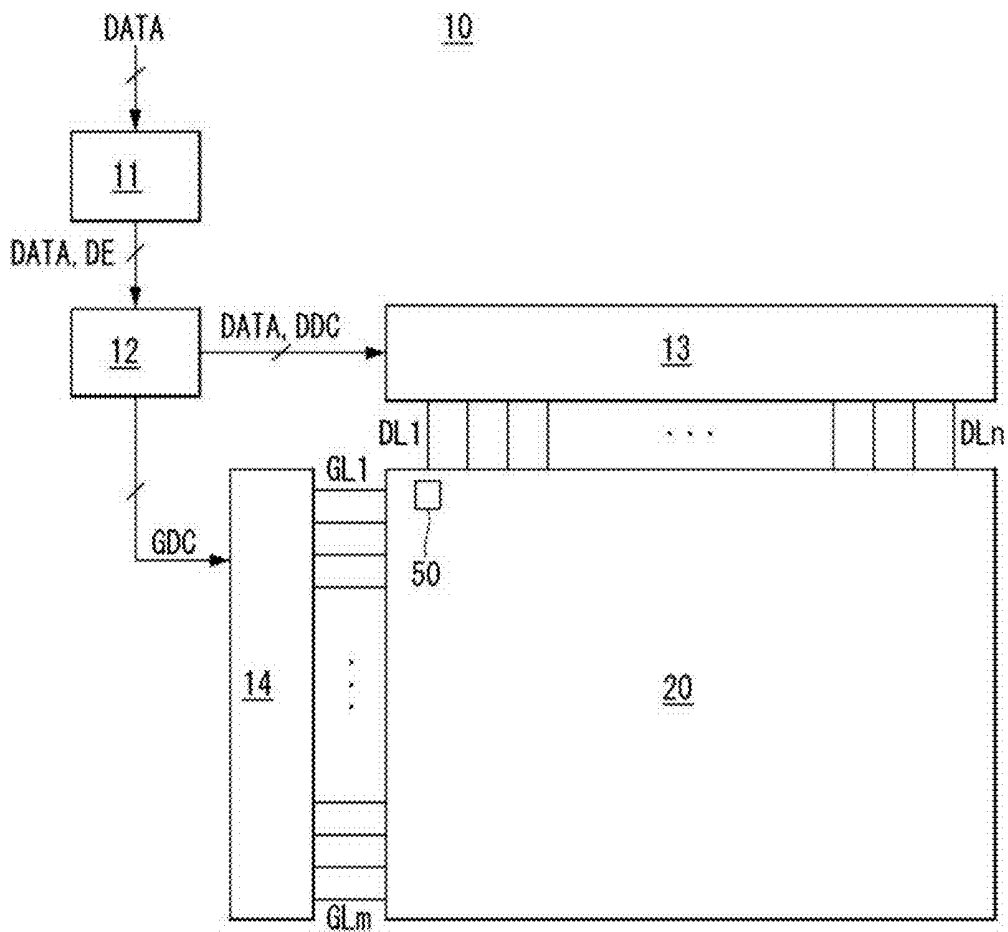 DATA
10
11
DATA, DE
12
DATA, DDC
13
DL1
. . .
DLn
GL1
50
GDC
14
20
GLm